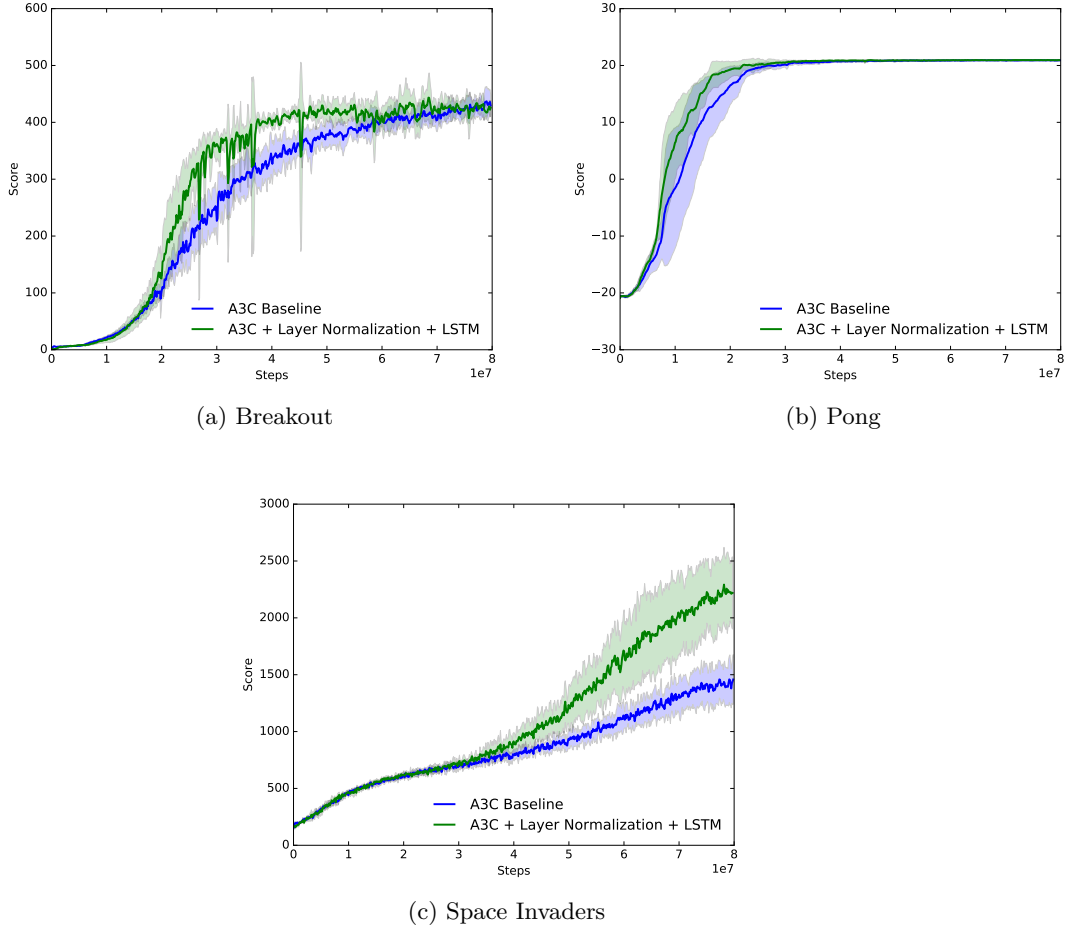 600
500
400
300
200
100
0
Score
0 1 2 3 4 5 6 7 8
Steps
1e7
A3C Baseline
A3C + Layer Normalization + LSTM
(a) Breakout
30
20
10
0
−10
−20
−30
Score
0 1 2 3 4 5 6 7 8
Steps
1e7
A3C Baseline
A3C + Layer Normalization + LSTM
(b) Pong
3000
2500
2000
1500
1000
500
0
Score
0 1 2 3 4 5 6 7 8
Steps
1e7
A3C Baseline
A3C + Layer Normalization + LSTM
(c) Space Invaders